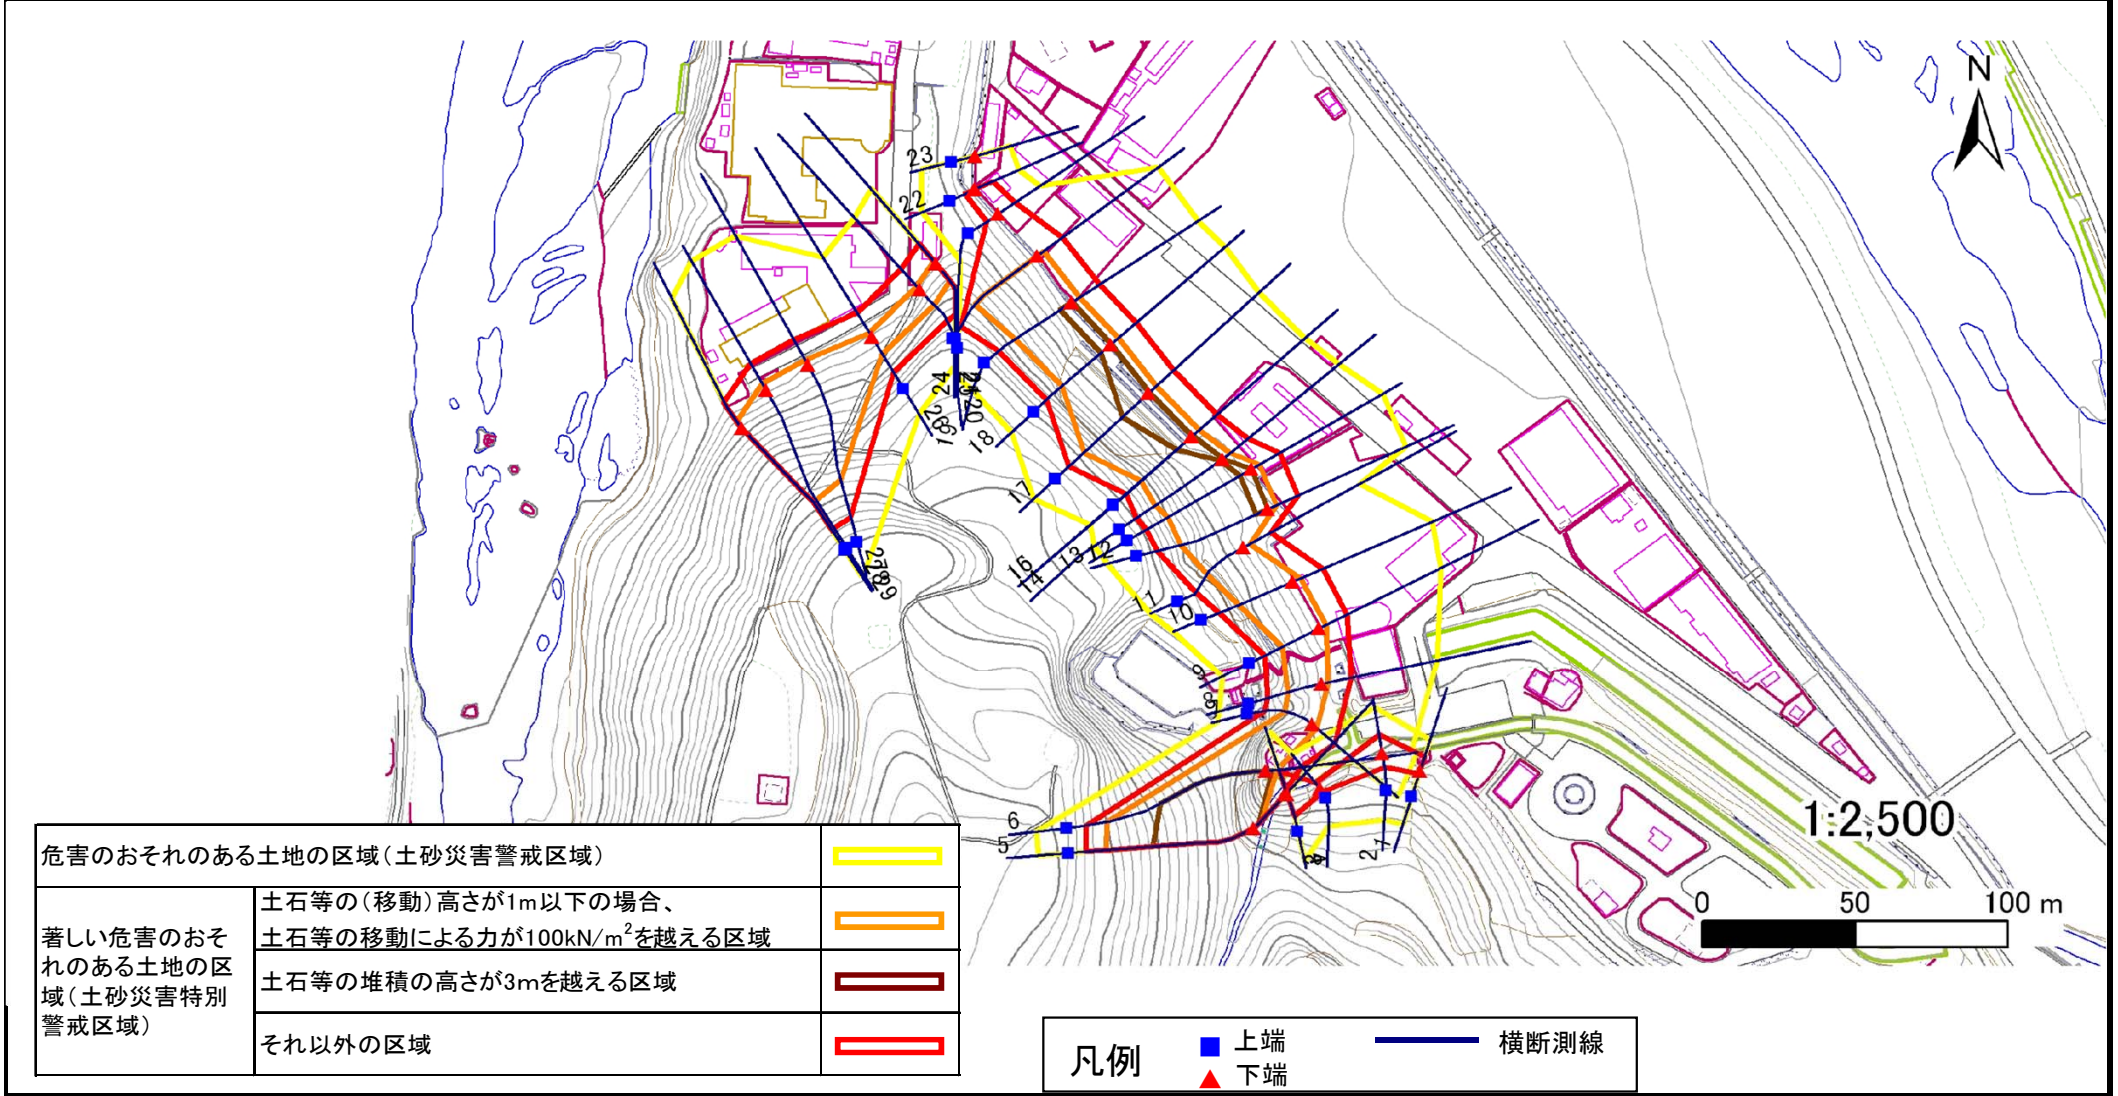 N
23
22
24
20
26
19
18
17
16
14
13
12
11
10
9
6
5
2
1
29
1:2,500
0 50 100 m
危害のおそれのある土地の区域(土砂災害警戒区域)
著しい危害のおそ
れのある土地の区
域(土砂災害特別
警戒区域)
土石等の(移動)高さが1m以下の場合、
土石等の移動による力が100kN/m²を越える区域
土石等の堆積の高さが3mを越える区域
それ以外の区域
凡例
上端
下端
横断測線